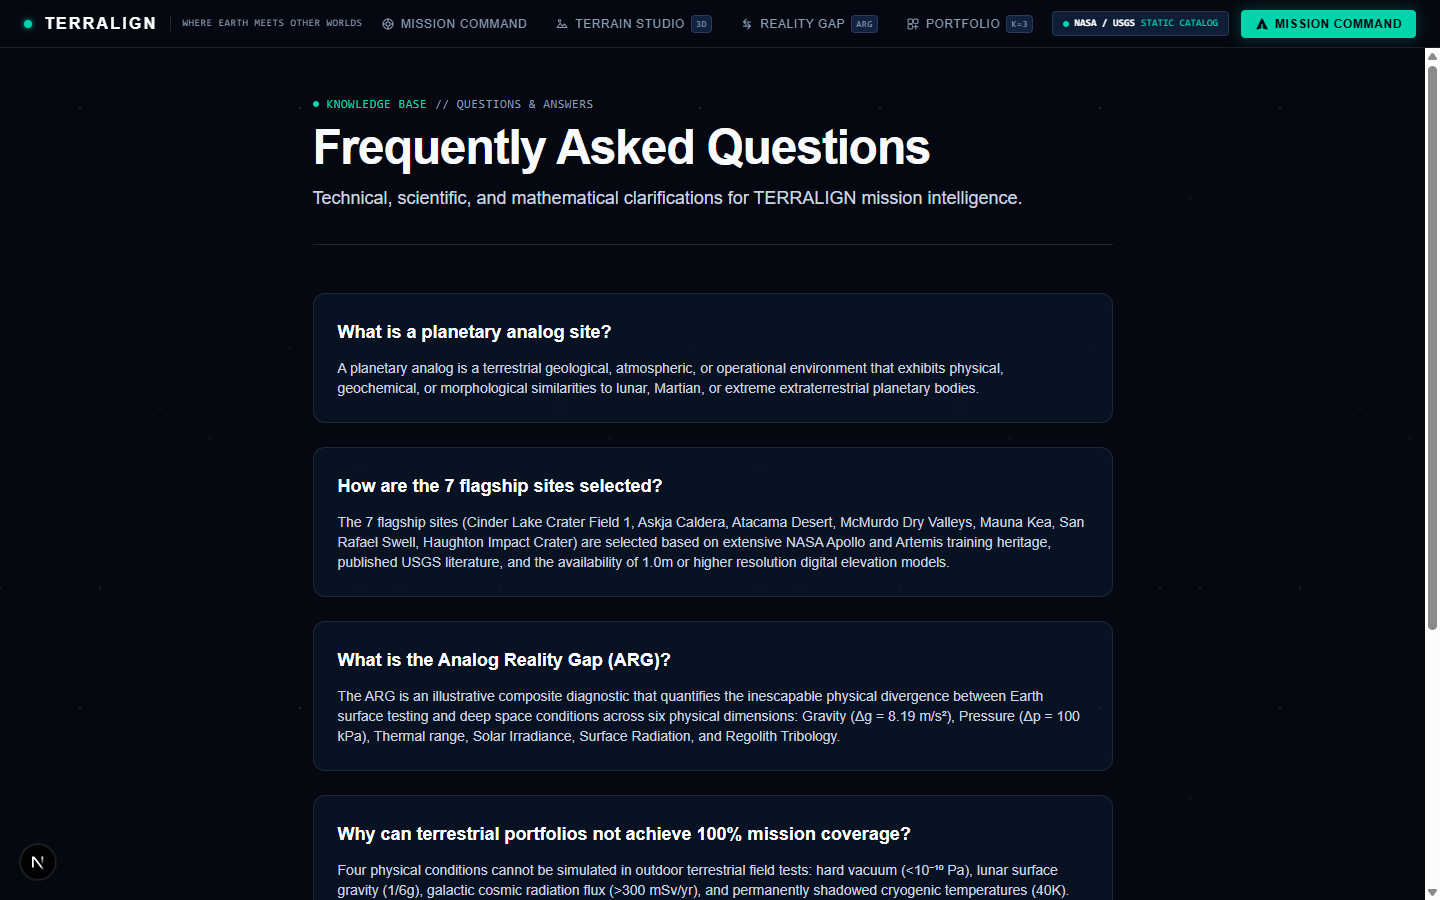 TERRALIGN
WHERE EARTH MEETS OTHER WORLDS
MISSION COMMAND
TERRAIN STUDIO 3D
REALITY GAP ARG
PORTFOLIO K=3
NASA / USGS STATIC CATALOG
MISSION COMMAND
KNOWLEDGE BASE // QUESTIONS & ANSWERS
Frequently Asked Questions
Technical, scientific, and mathematical clarifications for TERRALIGN mission intelligence.
What is a planetary analog site?
A planetary analog is a terrestrial geological, atmospheric, or operational environment that exhibits physical,
geochemical, or morphological similarities to lunar, Martian, or extreme extraterrestrial planetary bodies.
How are the 7 flagship sites selected?
The 7 flagship sites (Cinder Lake Crater Field 1, Askja Caldera, Atacama Desert, McMurdo Dry Valleys, Mauna Kea, San
Rafael Swell, Haughton Impact Crater) are selected based on extensive NASA Apollo and Artemis training heritage,
published USGS literature, and the availability of 1.0m or higher resolution digital elevation models.
What is the Analog Reality Gap (ARG)?
The ARG is an illustrative composite diagnostic that quantifies the inescapable physical divergence between Earth
surface testing and deep space conditions across six physical dimensions: Gravity (Δg = 8.19 m/s²), Pressure (Δp = 100
kPa), Thermal range, Solar Irradiance, Surface Radiation, and Regolith Tribology.
Why can terrestrial portfolios not achieve 100% mission coverage?
Four physical conditions cannot be simulated in outdoor terrestrial field tests: hard vacuum (<10⁻¹⁰ Pa), lunar surface
gravity (1/6g), galactic cosmic radiation flux (>300 mSv/yr), and permanently shadowed cryogenic temperatures (40K).
N